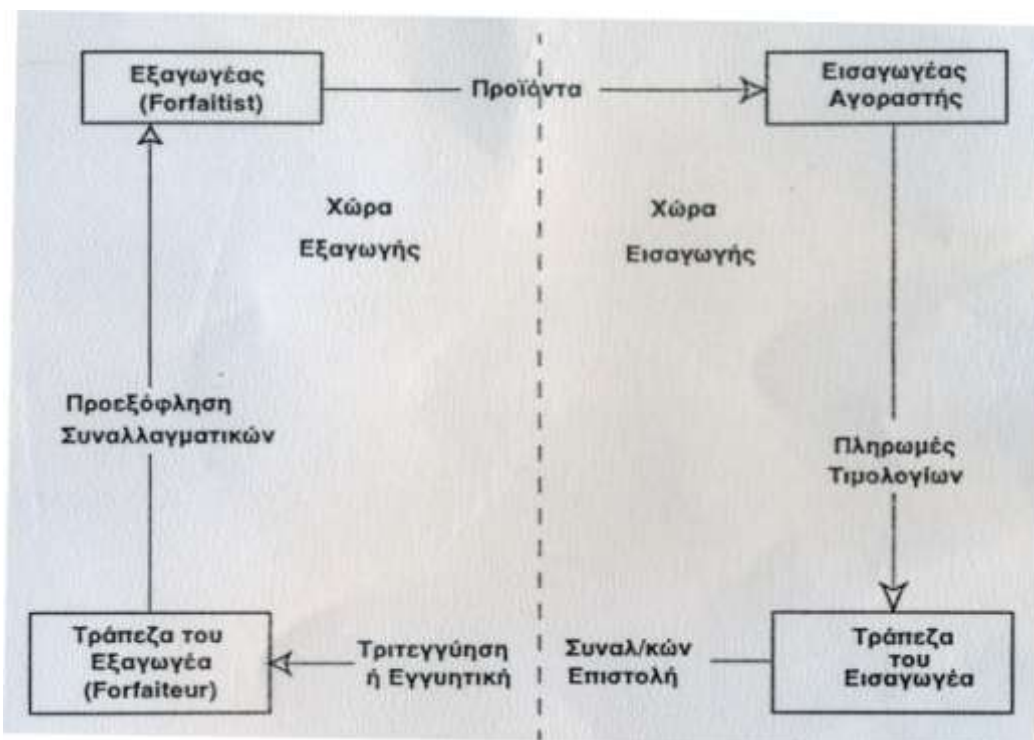 Εξαγωγέας
(Forfaitist)
Προϊόντα
Εισαγωγέας
Αγοραστής
Χώρα
Εξαγωγής
Χώρα
Εισαγωγής
Προεξόφληση
Συναλλαγματικών
Πληρωμές
Τιμολογίων
Τράπεζα του
Εξαγωγέα
(Forfaiteur)
Τριτεγγύηση
ή Εγγυητική
Συναλ/κών
Επιστολή
Τράπεζα
του
Εισαγωγέα